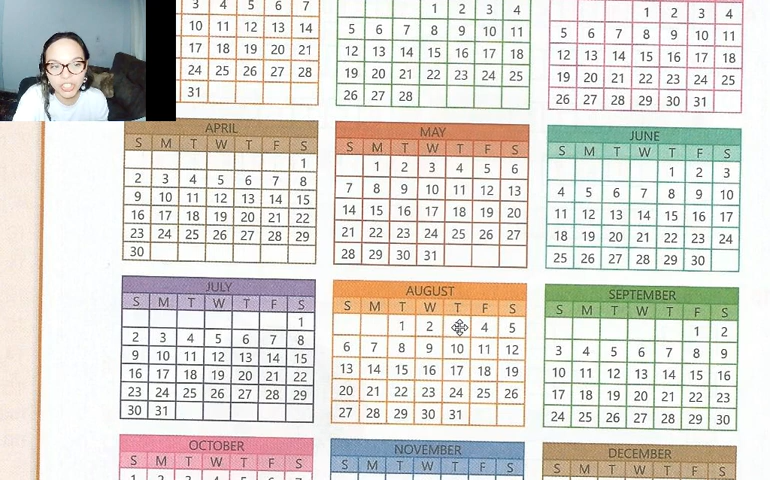 3 4 5 6 7
10 11 12 13 14
17 18 19 20 21
24 25 26 27 28
31
1 2 3 4
5 6 7 8 9 10 11
12 13 14 15 16 17 18
19 20 21 22 23 24 25
26 27 28
1 2 3 4
5 6 7 8 9 10 11
12 13 14 15 16 17 18
19 20 21 22 23 24 25
26 27 28 29 30 31
APRIL
S M T W T F S
1
2 3 4 5 6 7 8
9 10 11 12 13 14 15
16 17 18 19 20 21 22
23 24 25 26 27 28 29
30
MAY
S M T W T F S
1 2 3 4 5 6
7 8 9 10 11 12 13
14 15 16 17 18 19 20
21 22 23 24 25 26 27
28 29 30 31
JUNE
S M T W T F S
1 2 3
4 5 6 7 8 9 10
11 12 13 14 15 16 17
18 19 20 21 22 23 24
25 26 27 28 29 30
JULY
S M T W T F S
1
2 3 4 5 6 7 8
9 10 11 12 13 14 15
16 17 18 19 20 21 22
23 24 25 26 27 28 29
30 31
AUGUST
S M T W T F S
1 2 4 5
6 7 8 9 10 11 12
13 14 15 16 17 18 19
20 21 22 23 24 25 26
27 28 29 30 31
SEPTEMBER
S M T W T F S
1 2
3 4 5 6 7 8 9
10 11 12 13 14 15 16
17 18 19 20 21 22 23
24 25 26 27 28 29 30
OCTOBER
S M T W T F S
NOVEMBER
S M T W T F S
DECEMBER
S M T W T F S